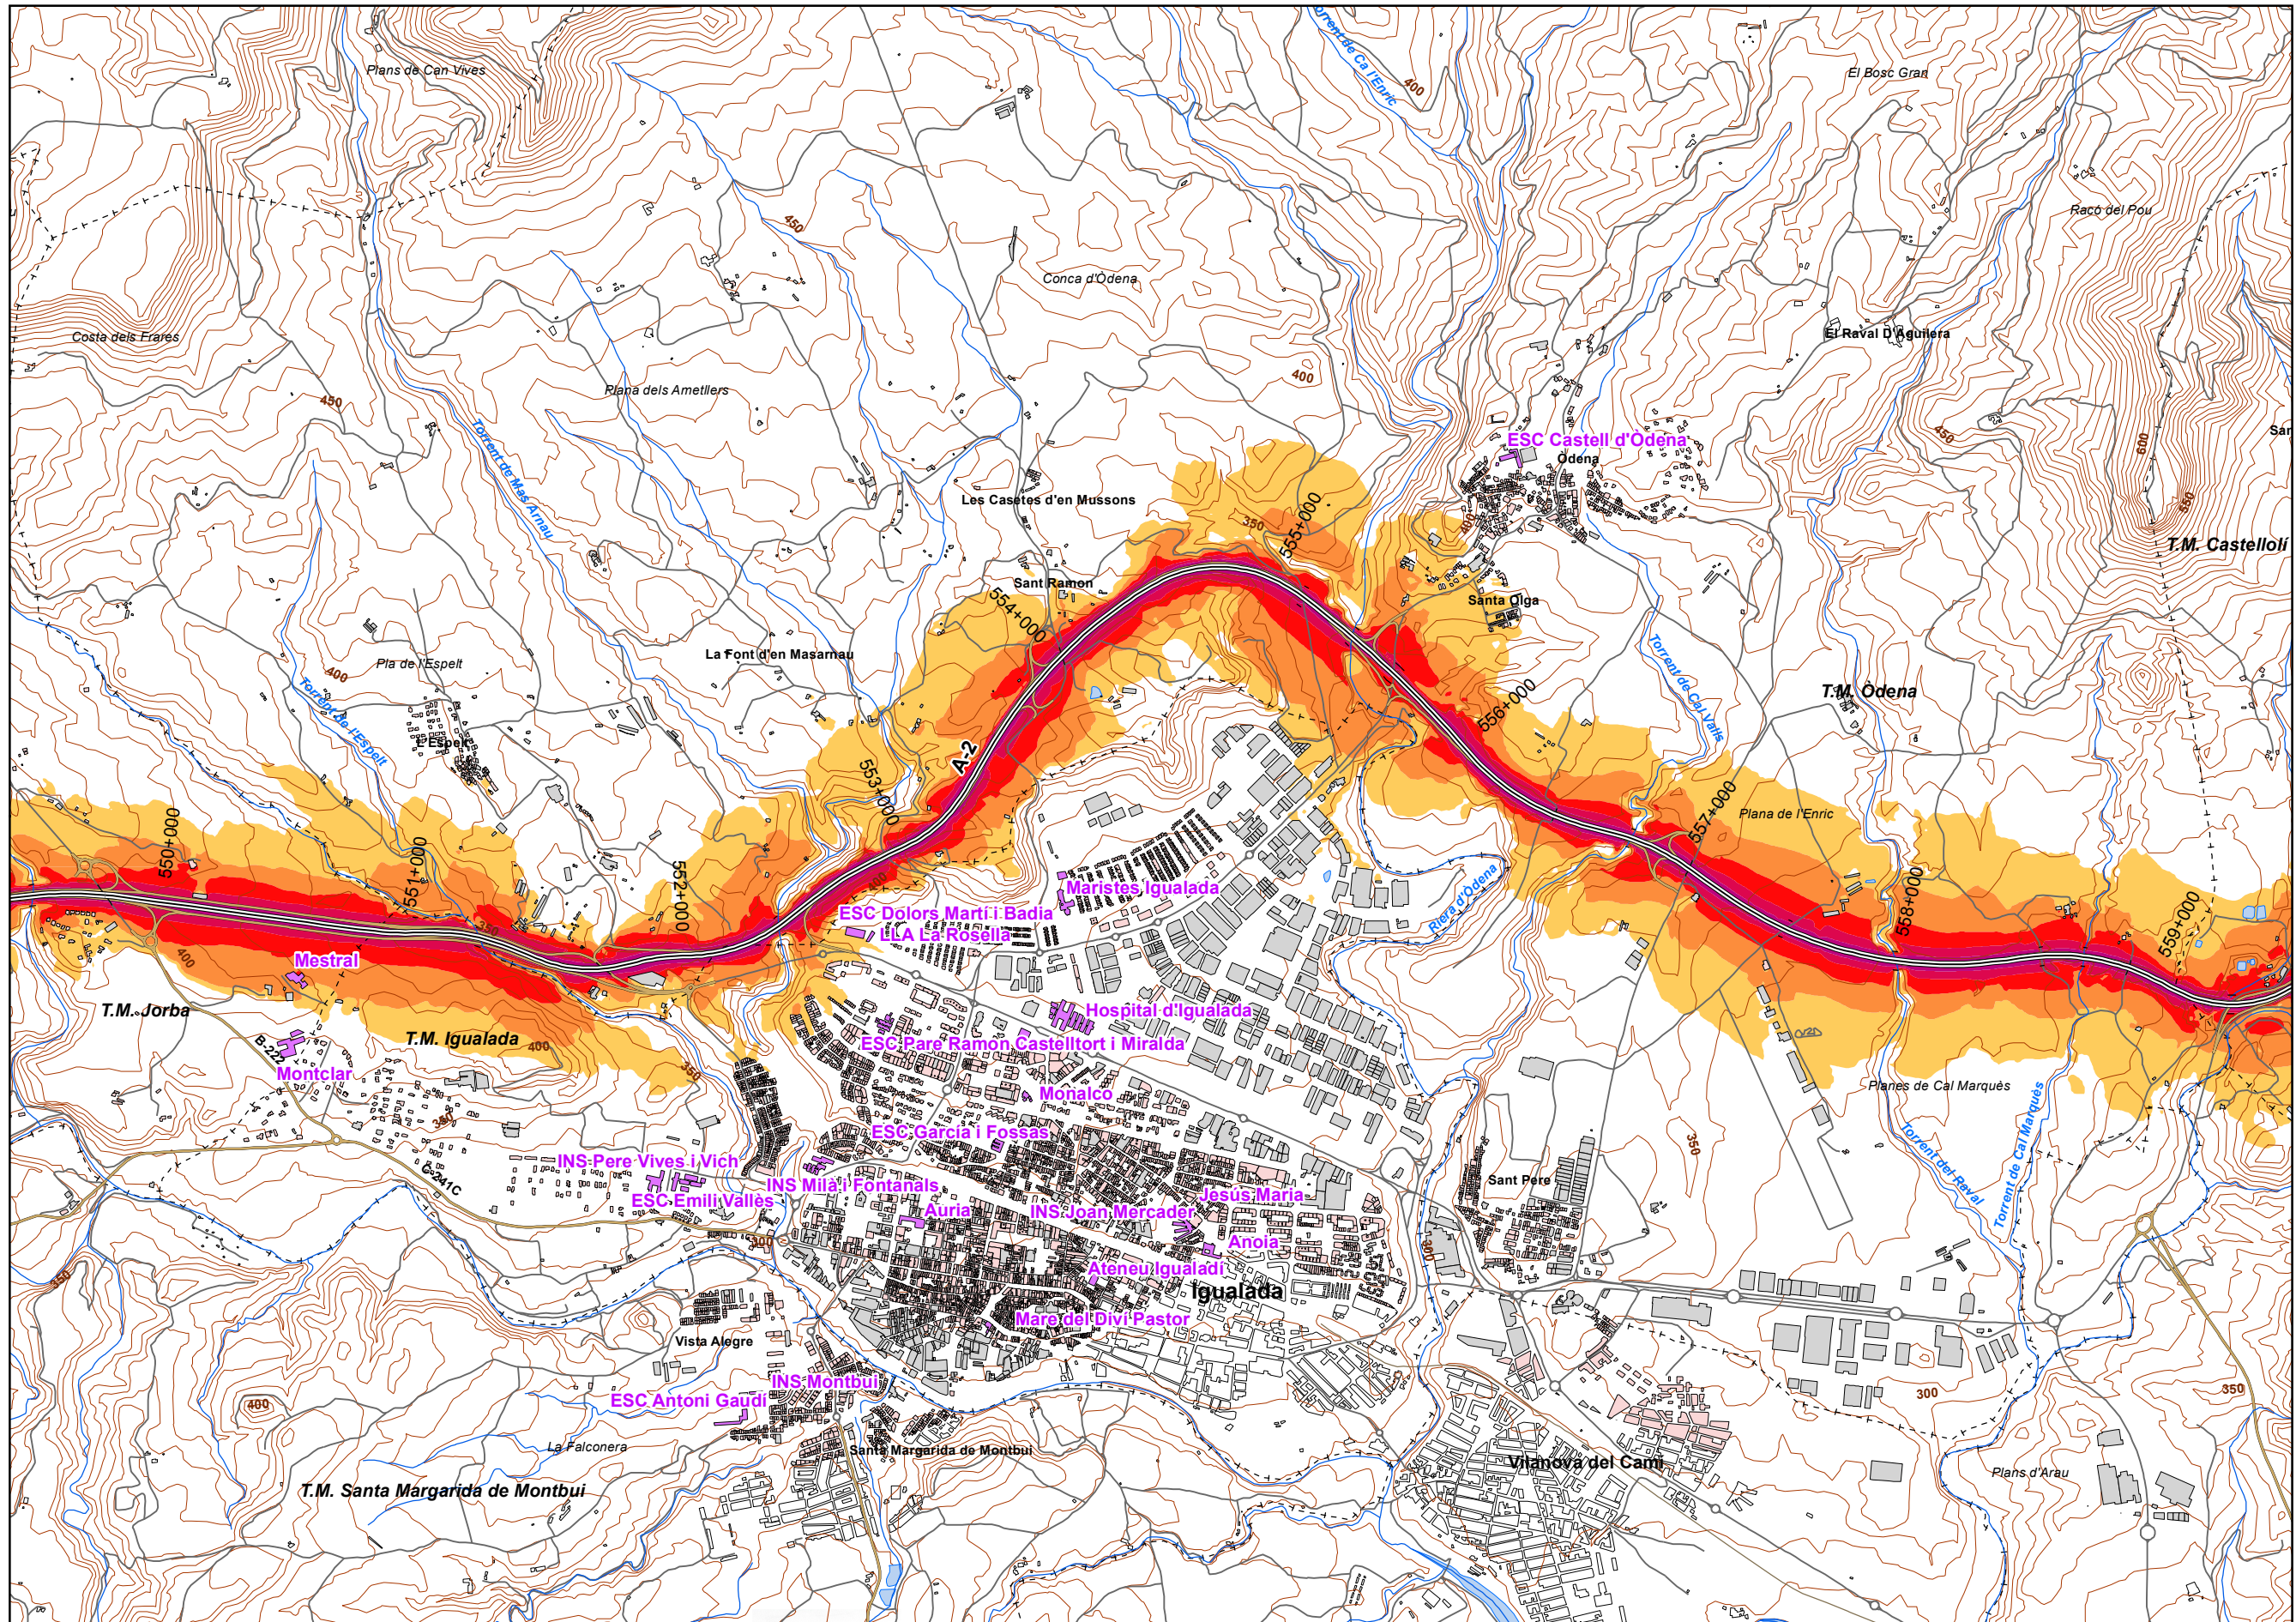 Plans de Can Vives
Torrent de Ca l'Enric
400
El Bosc Gran
450
Racó del Pou
Conca d'Òdena
Costa dels Frares
El Raval D'Aguilera
Plana dels Ametllers
400
450
Torrent de Mas Arnau
ESC Castell d'Òdena
Òdena
450
600
San
Les Casetes d'en Mussons
350
555+000
400
550
T.M. Castellolí
Sant Ramon
554+000
Santa Olga
La Font d'en Masarnau
Pla de l'Espelt
400
Torrent de l'Espelt
Torrent de Cal Valls
T.M. Òdena
556+000
L'Espelt
A-2
553+000
550+000
551+000
552+000
557+000
Plana de l'Enric
400
Maristes Igualada
ESC Dolors Martí i Badia
LLA La Rosella
Riera d'Òdena
558+000
559+000
350
400
Mestral
T.M. Jorba
T.M. Igualada
400
Hospital d'Igualada
ESC Pare Ramon Castelltort i Miralda
B-222
Montclar
350
Monalco
Planes de Cal Marquès
350
ESC Garcia i Fossas
350
Torrent del Raval
Torrent de Cal Marquès
INS Pere Vives i Vich
C-241C
ESC Emili Vallès
INS Milà i Fontanals
Auria
INS Joan Mercader
Jesús Maria
Sant Pere
Anoia
300
300
Ateneu Igualadí
350
Igualada
Mare del Diví Pastor
Vista Alegre
INS Montbui
ESC Antoni Gaudí
400
300
350
La Falconera
Santa Margarida de Montbui
Vilanova del Camí
Plans d'Arau
T.M. Santa Margarida de Montbui